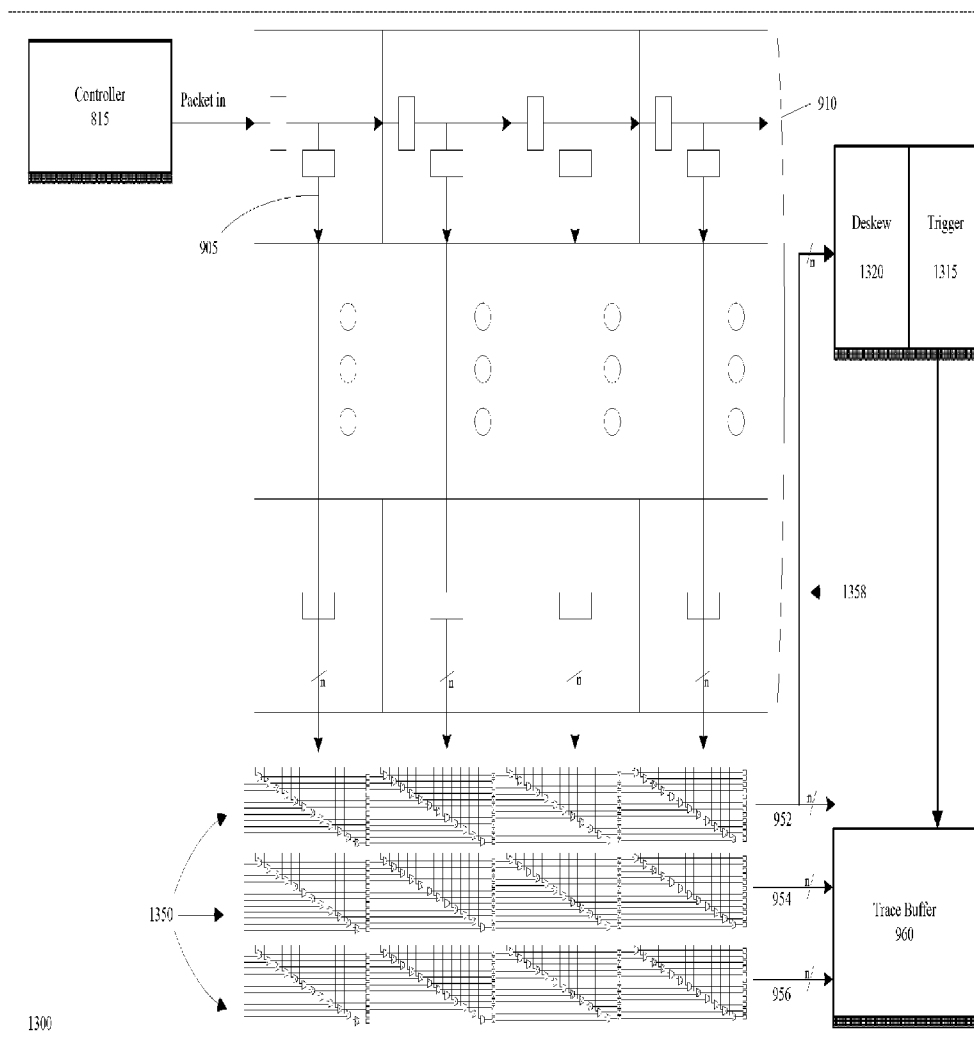 Controller
815
Packet in
910
905
Deskew
1320
Trigger
1315
n
1358
n
n
n
n
n
952
1350
n
954
Trace Buffer
960
n
956
1300